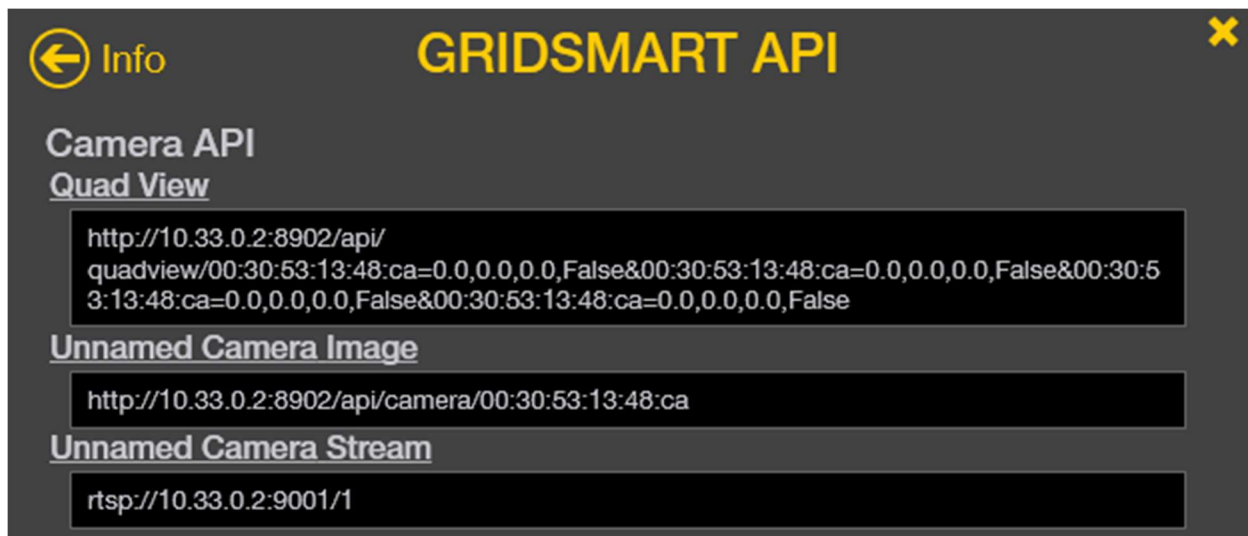 Info
GRIDSMART API
Camera API
Quad View
http://10.33.0.2:8902/api/
quadview/00:30:53:13:48:ca=0.0,0.0,0.0,False&00:30:53:13:48:ca=0.0,0.0,0.0,False&00:30:5
3:13:48:ca=0.0,0.0,0.0,False&00:30:53:13:48:ca=0.0,0.0,0.0,False
Unnamed Camera Image
http://10.33.0.2:8902/api/camera/00:30:53:13:48:ca
Unnamed Camera Stream
rtsp://10.33.0.2:9001/1